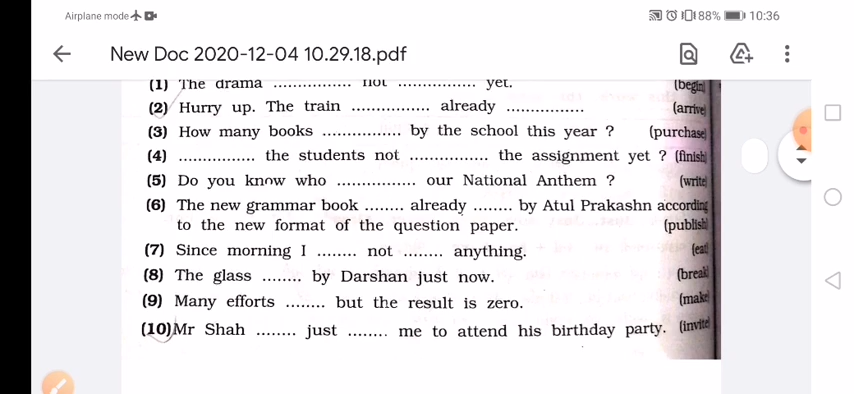 Airplane mode 88% 10:36
New Doc 2020-12-04 10.29.18.pdf
(1) The drama ................ not ................ yet. (begin)
(2) Hurry up. The train ................ already ................ (arrive)
(3) How many books ................ by the school this year ? (purchase)
(4) ................ the students not ................ the assignment yet ? (finish)
(5) Do you know who ................ our National Anthem ? (write)
(6) The new grammar book ........ already ........ by Atul Prakashn according
to the new format of the question paper. (publish)
(7) Since morning I ........ not ........ anything. (eat)
(8) The glass ........ by Darshan just now. (break)
(9) Many efforts ........ but the result is zero. (make)
(10) Mr Shah ........ just ........ me to attend his birthday party. (invite)